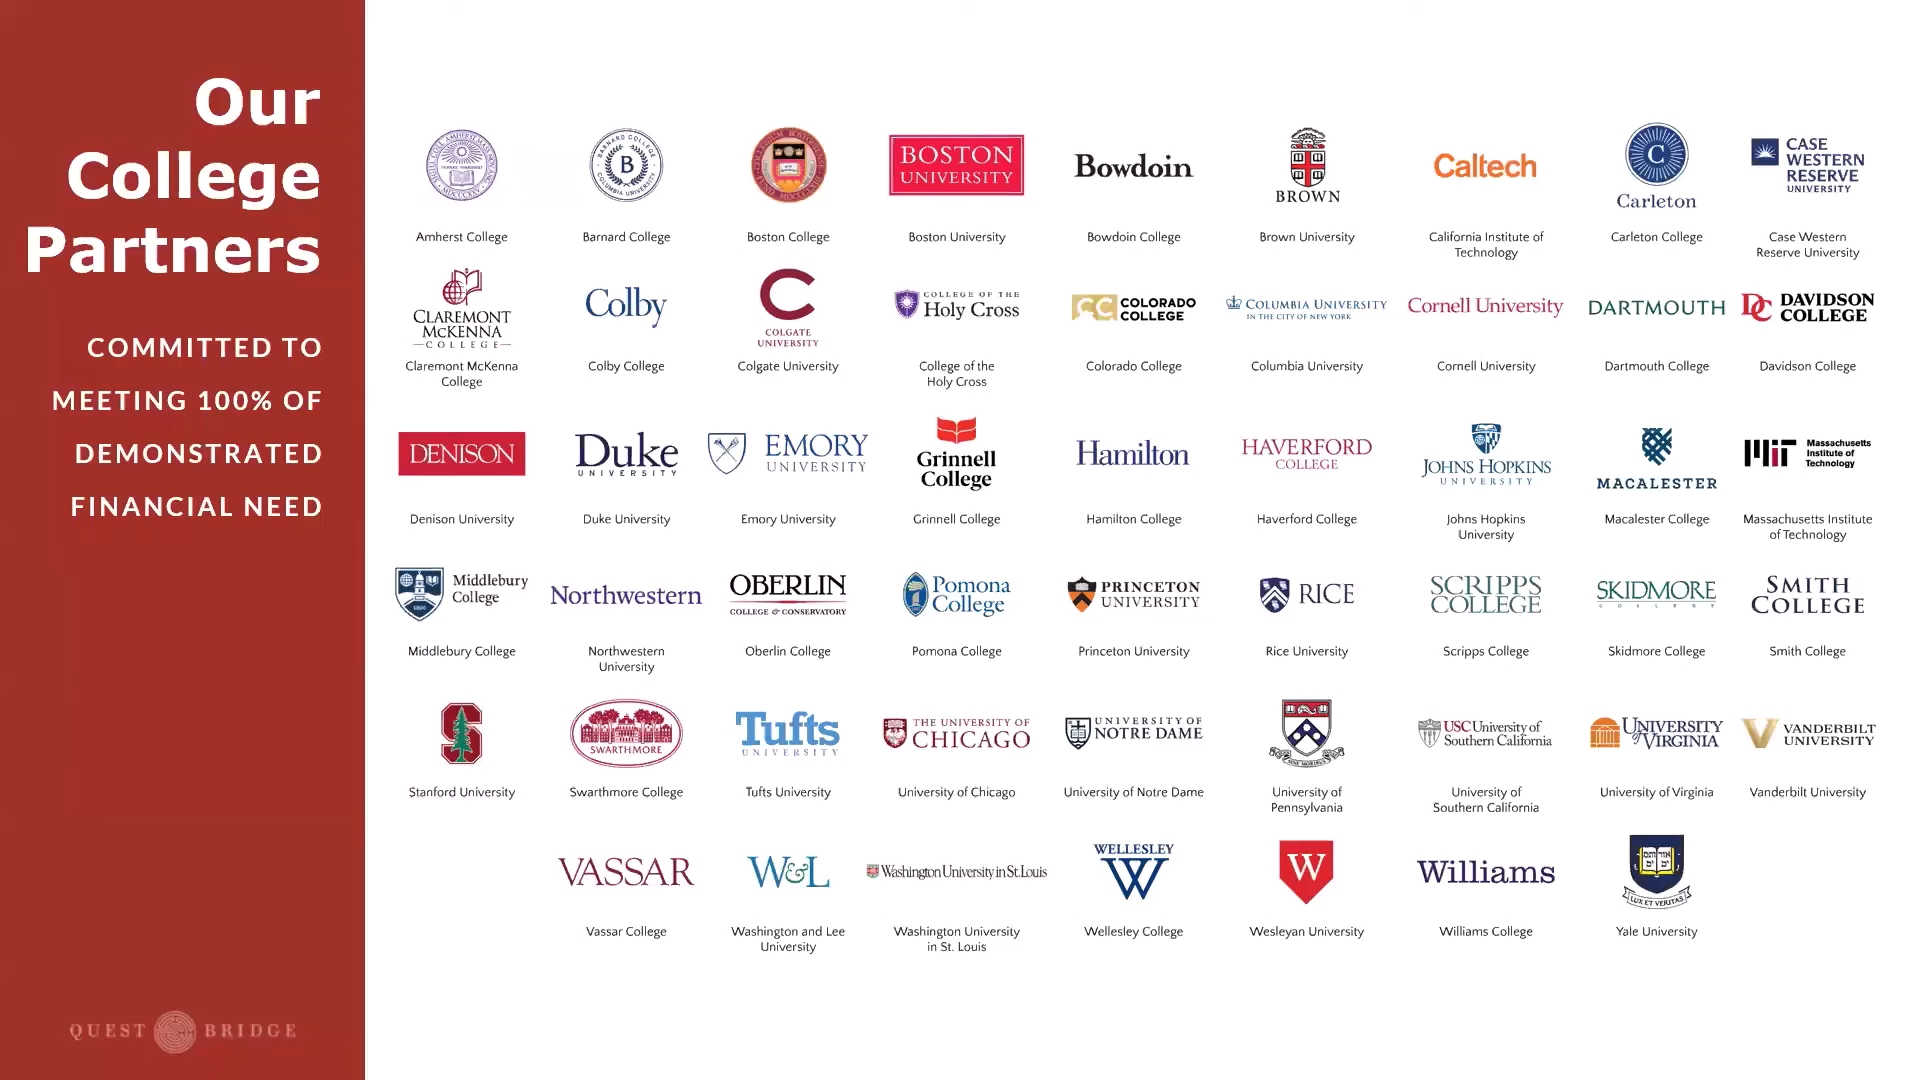 Our
College
Partners
COMMITTED TO
MEETING 100% OF
DEMONSTRATED
FINANCIAL NEED
QUEST BRIDGE
BARNARD COLLEGE
B
COLUMBIA UNIVERSITY
BOSTON
UNIVERSITY
Bowdoin
BROWN
Caltech
C
Carleton
CASE
WESTERN
RESERVE
UNIVERSITY
Amherst College
Barnard College
Boston College
Boston University
Bowdoin College
Brown University
California Institute of
Technology
Carleton College
Case Western
Reserve University
CLAREMONT
MCKENNA
COLLEGE
Colby
C
COLGATE
UNIVERSITY
COLLEGE OF THE
Holy Cross
CC
COLORADO
COLLEGE
COLUMBIA UNIVERSITY
IN THE CITY OF NEW YORK
Cornell University
DARTMOUTH
DC
DAVIDSON
COLLEGE
Claremont McKenna
College
Colby College
Colgate University
College of the
Holy Cross
Colorado College
Columbia University
Cornell University
Dartmouth College
Davidson College
DENISON
Duke
UNIVERSITY
EMORY
UNIVERSITY
Grinnell
College
Hamilton
HAVERFORD
COLLEGE
JOHNS HOPKINS
UNIVERSITY
MACALESTER
MIT
Massachusetts
Institute of
Technology
Denison University
Duke University
Emory University
Grinnell College
Hamilton College
Haverford College
Johns Hopkins
University
Macalester College
Massachusetts Institute
of Technology
Middlebury
College
Northwestern
OBERLIN
COLLEGE & CONSERVATORY
Pomona
College
PRINCETON
UNIVERSITY
RICE
SCRIPPS
COLLEGE
SKIDMORE
COLLEGE
SMITH
COLLEGE
Middlebury College
Northwestern
University
Oberlin College
Pomona College
Princeton University
Rice University
Scripps College
Skidmore College
Smith College
S
SWARTHMORE
Tufts
UNIVERSITY
THE UNIVERSITY OF
CHICAGO
UNIVERSITY OF
NOTRE DAME
USC University of
Southern California
UNIVERSITY
of VIRGINIA
V
VANDERBILT
UNIVERSITY
Stanford University
Swarthmore College
Tufts University
University of Chicago
University of Notre Dame
University of
Pennsylvania
University of
Southern California
University of Virginia
Vanderbilt University
VASSAR
W&L
Washington University in St. Louis
WELLESLEY
W
W
Williams
LUX ET VERITAS
Vassar College
Washington and Lee
University
Washington University
in St. Louis
Wellesley College
Wesleyan University
Williams College
Yale University